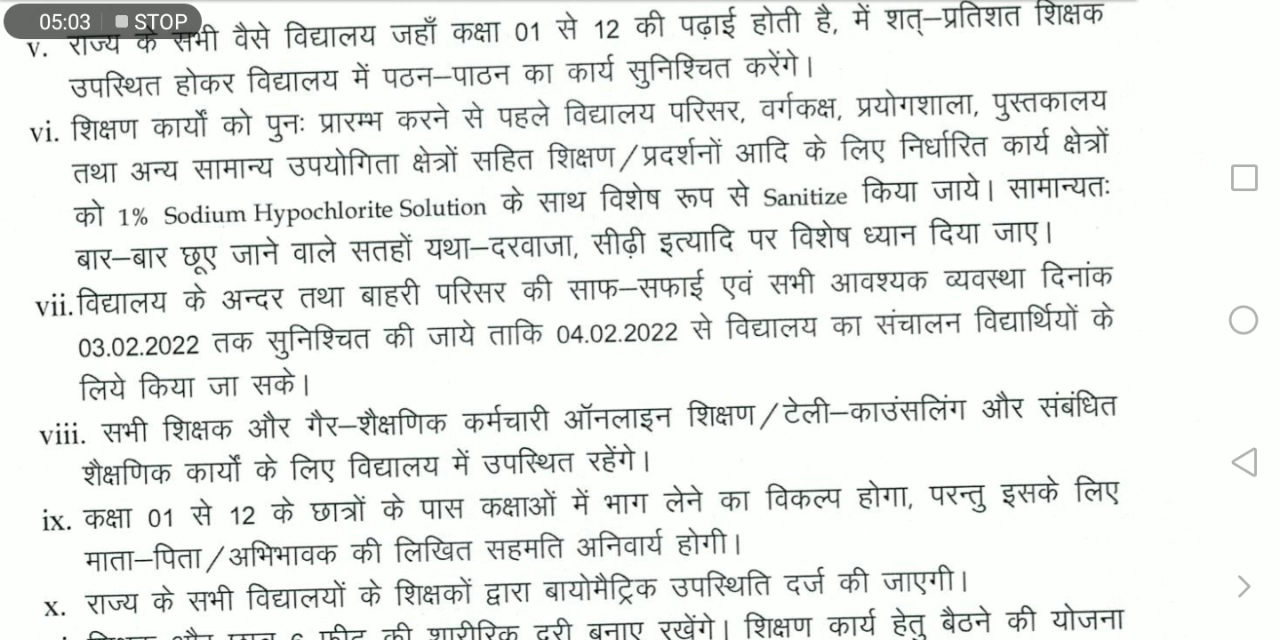 05:03 STOP
v. राज्य के सभी वैसे विद्यालय जहाँ कक्षा 01 से 12 की पढ़ाई होती है, में शत्–प्रतिशत शिक्षक
उपस्थित होकर विद्यालय में पठन–पाठन का कार्य सुनिश्चित करेंगे।
vi. शिक्षण कार्यों को पुनः प्रारम्भ करने से पहले विद्यालय परिसर, वर्गकक्ष, प्रयोगशाला, पुस्तकालय
तथा अन्य सामान्य उपयोगिता क्षेत्रों सहित शिक्षण/प्रदर्शनों आदि के लिए निर्धारित कार्य क्षेत्रों
को 1% Sodium Hypochlorite Solution के साथ विशेष रूप से Sanitize किया जाये। सामान्यतः
बार–बार छूए जाने वाले सतहों यथा–दरवाजा, सीढ़ी इत्यादि पर विशेष ध्यान दिया जाए।
vii. विद्यालय के अन्दर तथा बाहरी परिसर की साफ–सफाई एवं सभी आवश्यक व्यवस्था दिनांक
03.02.2022 तक सुनिश्चित की जाये ताकि 04.02.2022 से विद्यालय का संचालन विद्यार्थियों के
लिये किया जा सके।
viii. सभी शिक्षक और गैर–शैक्षणिक कर्मचारी ऑनलाइन शिक्षण/टेली–काउंसलिंग और संबंधित
शैक्षणिक कार्यों के लिए विद्यालय में उपस्थित रहेंगे।
ix. कक्षा 01 से 12 के छात्रों के पास कक्षाओं में भाग लेने का विकल्प होगा, परन्तु इसके लिए
माता–पिता/अभिभावक की लिखित सहमति अनिवार्य होगी।
x. राज्य के सभी विद्यालयों के शिक्षकों द्वारा बायोमैट्रिक उपस्थिति दर्ज की जाएगी।
शिक्षक और छात्र 6 फीट की शारीरिक दूरी बनाए रखेंगे। शिक्षण कार्य हेतु बैठने की योजना